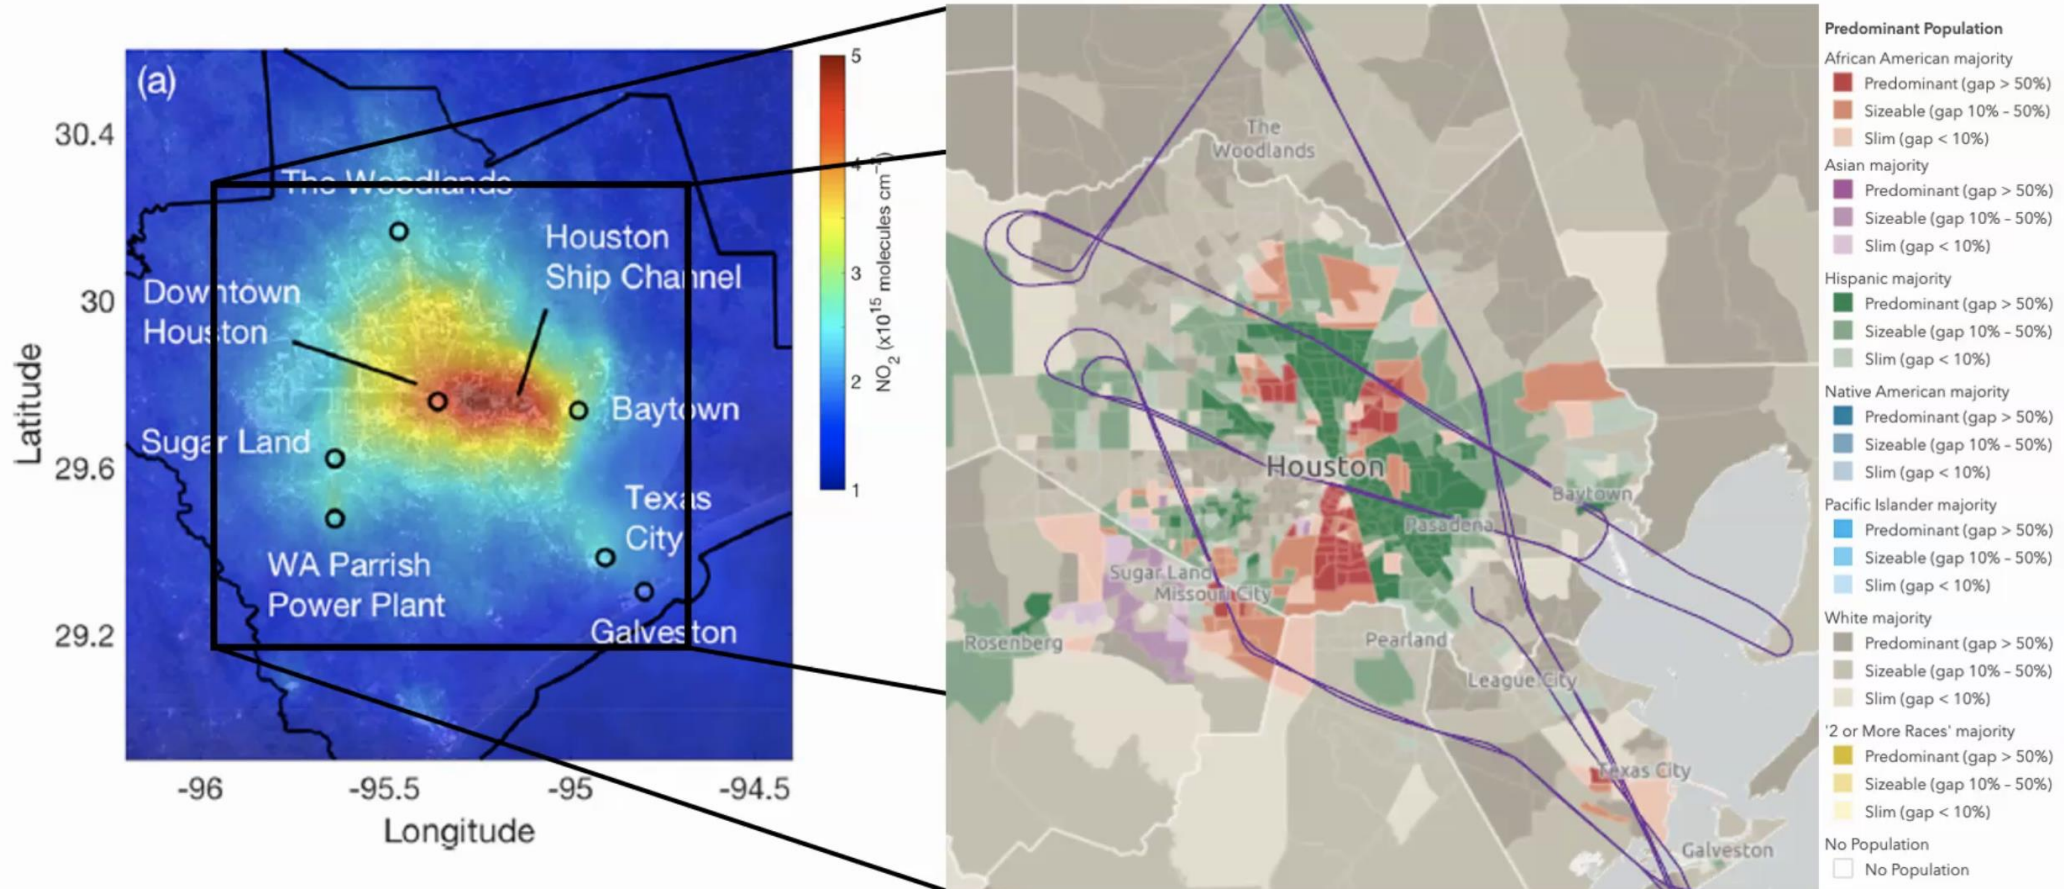 (a)
30.4
30
29.6
29.2
Latitude
-96
-95.5
-95
-94.5
Longitude
The Woodlands
Houston
Ship Channel
Downtown
Houston
Baytown
Sugar Land
Texas
City
WA Parrish
Power Plant
Galveston
5
4
3
2
1
NO₂ (x10¹⁵ molecules cm⁻²)
The
Woodlands
Houston
Baytown
Pasadena
Sugar Land
Missouri City
Rosenberg
Pearland
League City
Texas City
Galveston
Predominant Population
African American majority
Predominant (gap > 50%)
Sizeable (gap 10% - 50%)
Slim (gap < 10%)
Asian majority
Predominant (gap > 50%)
Sizeable (gap 10% - 50%)
Slim (gap < 10%)
Hispanic majority
Predominant (gap > 50%)
Sizeable (gap 10% - 50%)
Slim (gap < 10%)
Native American majority
Predominant (gap > 50%)
Sizeable (gap 10% - 50%)
Slim (gap < 10%)
Pacific Islander majority
Predominant (gap > 50%)
Sizeable (gap 10% - 50%)
Slim (gap < 10%)
White majority
Predominant (gap > 50%)
Sizeable (gap 10% - 50%)
Slim (gap < 10%)
'2 or More Races' majority
Predominant (gap > 50%)
Sizeable (gap 10% - 50%)
Slim (gap < 10%)
No Population
No Population